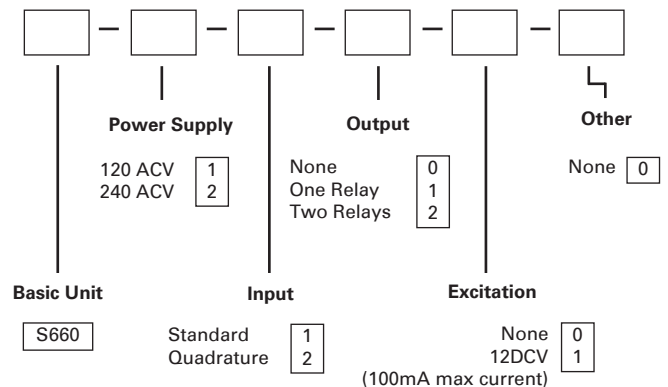 Power Supply
120 ACV 1
240 ACV 2
Output
None 0
One Relay 1
Two Relays 2
Other
None 0
Basic Unit
S660
Input
Standard 1
Quadrature 2
Excitation
None 0
12DCV 1
(100mA max current)